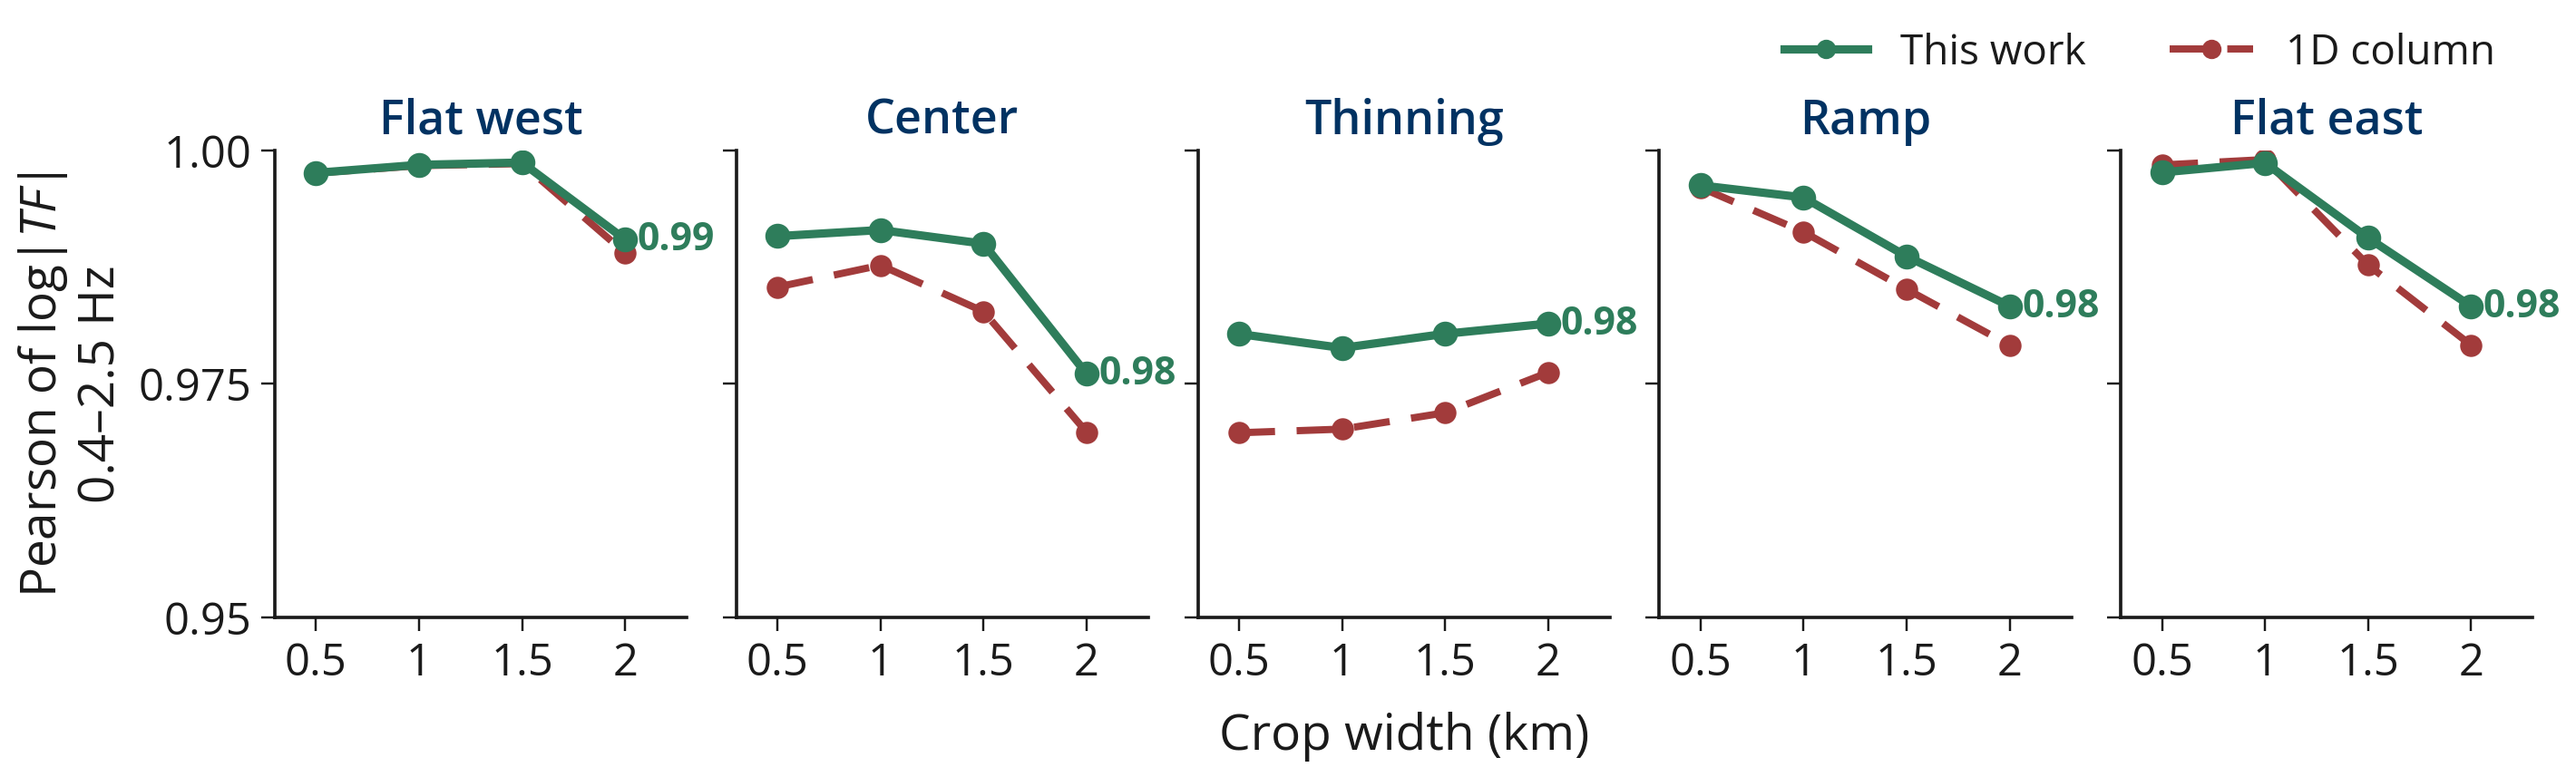 This work
1D column
Flat west
Center
Thinning
Ramp
Flat east
Pearson of log|TF|
0.4–2.5 Hz
1.00
0.975
0.95
0.99
0.98
0.98
0.98
0.98
0.5 1 1.5 2
0.5 1 1.5 2
0.5 1 1.5 2
0.5 1 1.5 2
0.5 1 1.5 2
Crop width (km)